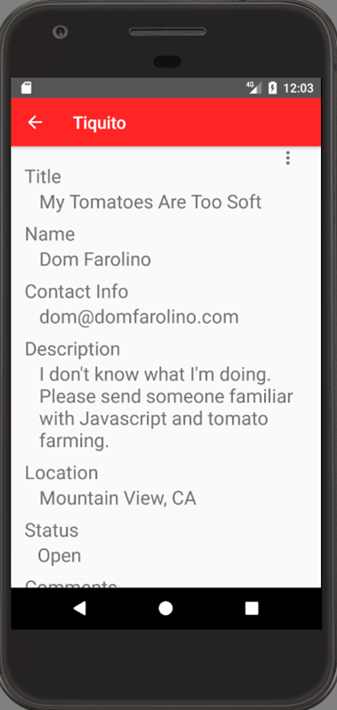 4G 12:03
Tiquito
Title
My Tomatoes Are Too Soft
Name
Dom Farolino
Contact Info
dom@domfarolino.com
Description
I don't know what I'm doing.
Please send someone familiar
with Javascript and tomato
farming.
Location
Mountain View, CA
Status
Open
Comments